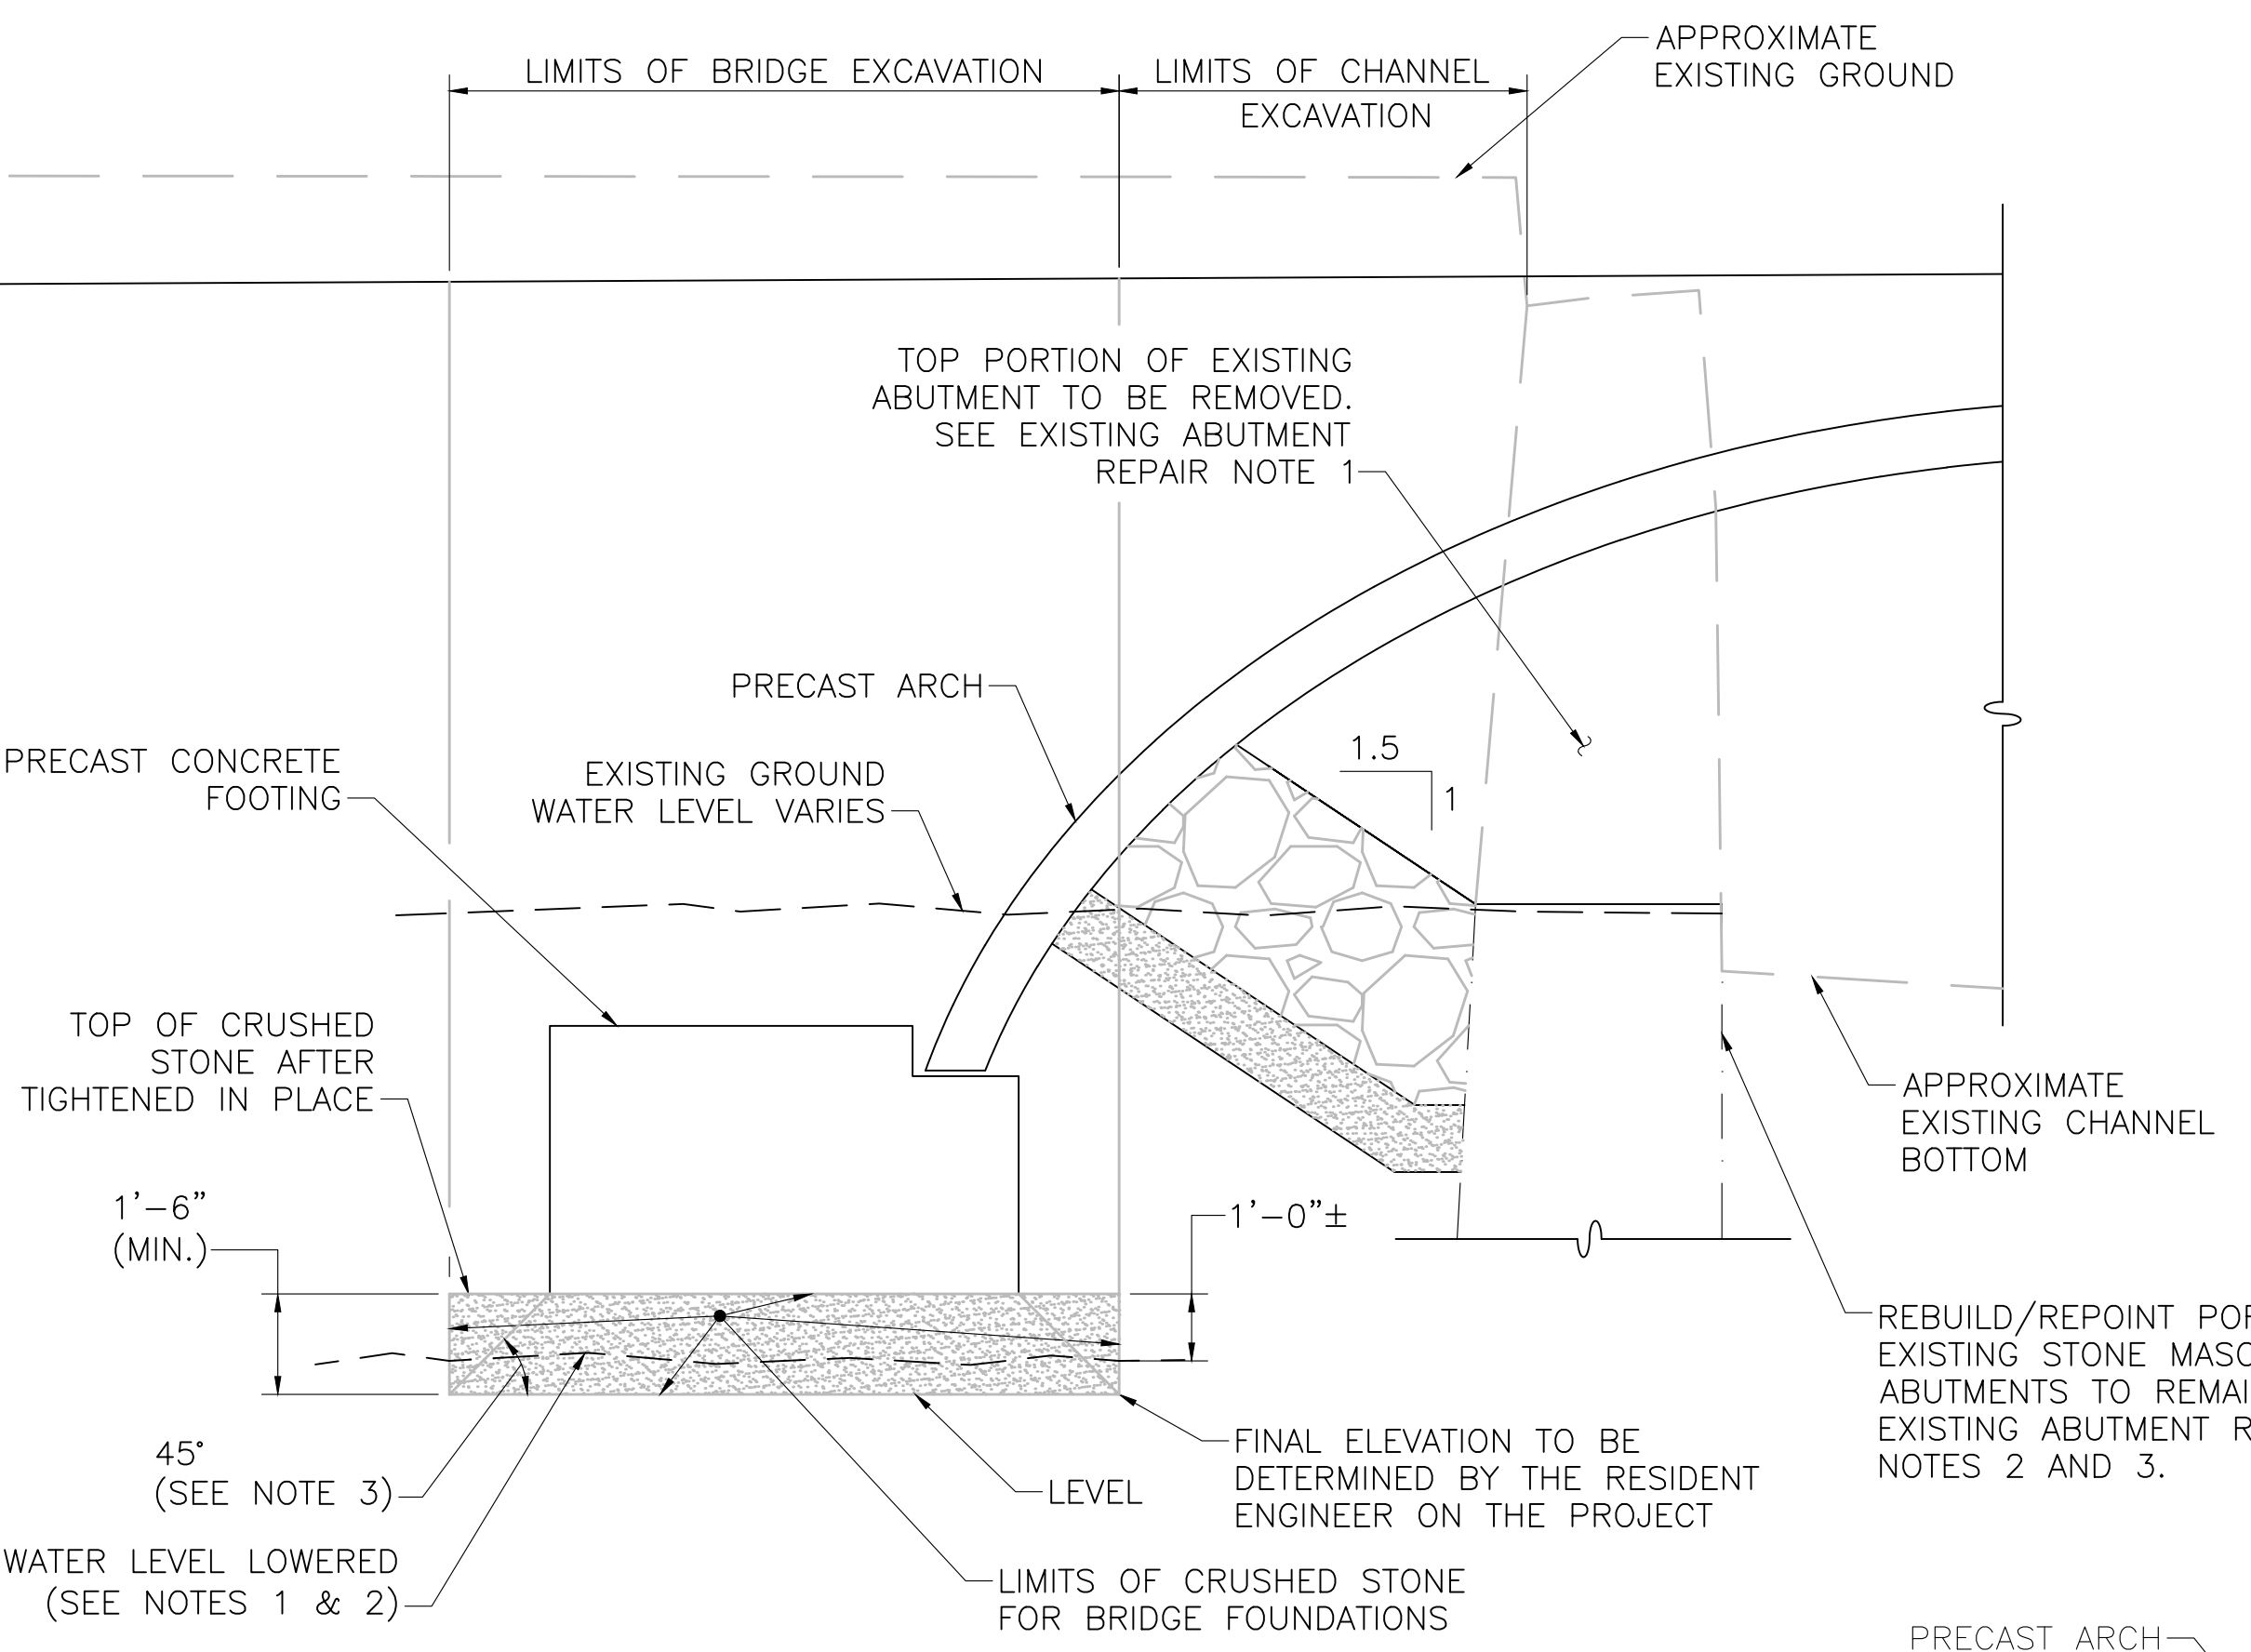 LIMITS OF BRIDGE EXCAVATION
LIMITS OF CHANNEL
EXCAVATION
APPROXIMATE
EXISTING GROUND
TOP PORTION OF EXISTING
ABUTMENT TO BE REMOVED.
SEE EXISTING ABUTMENT
REPAIR NOTE 1
PRECAST ARCH
PRECAST CONCRETE
FOOTING
EXISTING GROUND
WATER LEVEL VARIES
1.5
1
TOP OF CRUSHED
STONE AFTER
TIGHTENED IN PLACE
1'-6"
(MIN.)
1'-0"±
APPROXIMATE
EXISTING CHANNEL
BOTTOM
REBUILD/REPOINT
EXISTING STONE
ABUTMENTS TO
EXISTING ABUTMENT
NOTES 2 AND 3.
45°
(SEE NOTE 3)
WATER LEVEL LOWERED
(SEE NOTES 1 & 2)
LEVEL
FINAL ELEVATION TO BE
DETERMINED BY THE RESIDENT
ENGINEER ON THE PROJECT
LIMITS OF CRUSHED STONE
FOR BRIDGE FOUNDATIONS
PRECAST ARCH